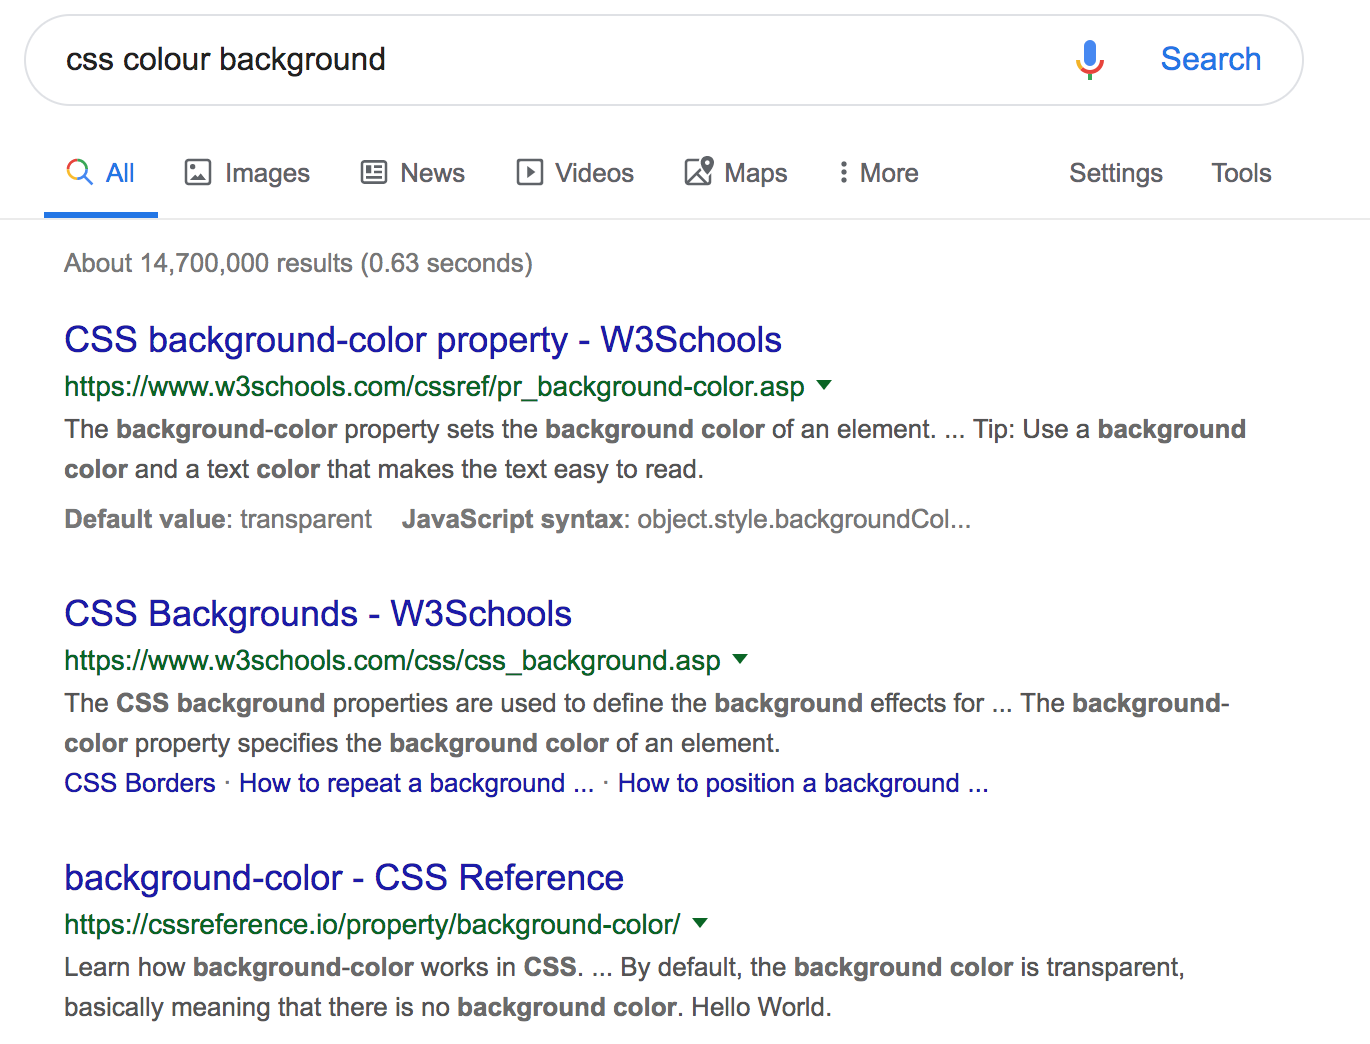 css colour background
Search
All Images News Videos Maps More Settings Tools
About 14,700,000 results (0.63 seconds)
CSS background-color property - W3Schools
https://www.w3schools.com/cssref/pr_background-color.asp
The background-color property sets the background color of an element. ... Tip: Use a background
color and a text color that makes the text easy to read.
Default value: transparent JavaScript syntax: object.style.backgroundCol...
CSS Backgrounds - W3Schools
https://www.w3schools.com/css/css_background.asp
The CSS background properties are used to define the background effects for ... The background-
color property specifies the background color of an element.
CSS Borders · How to repeat a background ... · How to position a background ...
background-color - CSS Reference
https://cssreference.io/property/background-color/
Learn how background-color works in CSS. ... By default, the background color is transparent,
basically meaning that there is no background color. Hello World.